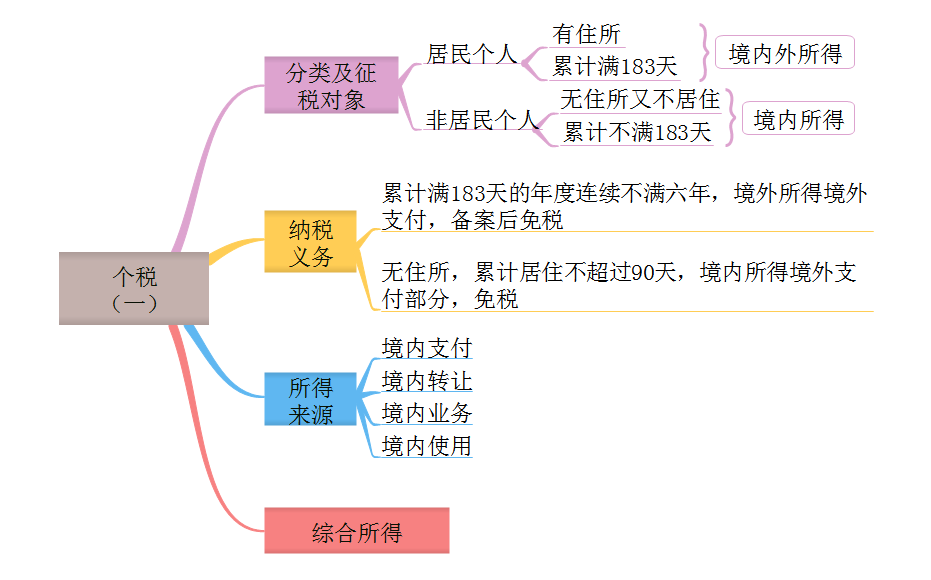 个税
（一）
分类及征
税对象
居民个人
有住所
累计满183天
境内外所得
非居民个人
无住所又不居住
累计不满183天
境内所得
纳税
义务
累计满183天的年度连续不满六年，境外所得境外
支付，备案后免税
无住所，累计居住不超过90天，境内所得境外支
付部分，免税
所得
来源
境内支付
境内转让
境内业务
境内使用
综合所得